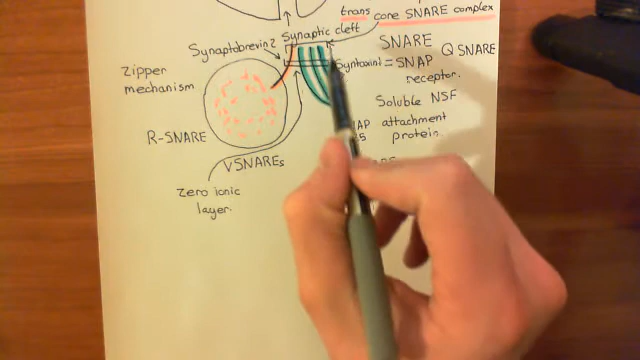 trans core SNARE complex
Synaptic cleft
Synaptobrevin2
SNARE
Q SNARE
Syntaxin1
= SNAP
receptor.
Zipper
mechanism
Soluble NSF
attachment
protein.
R-SNARE
VSNAREs
Zero ionic
layer.